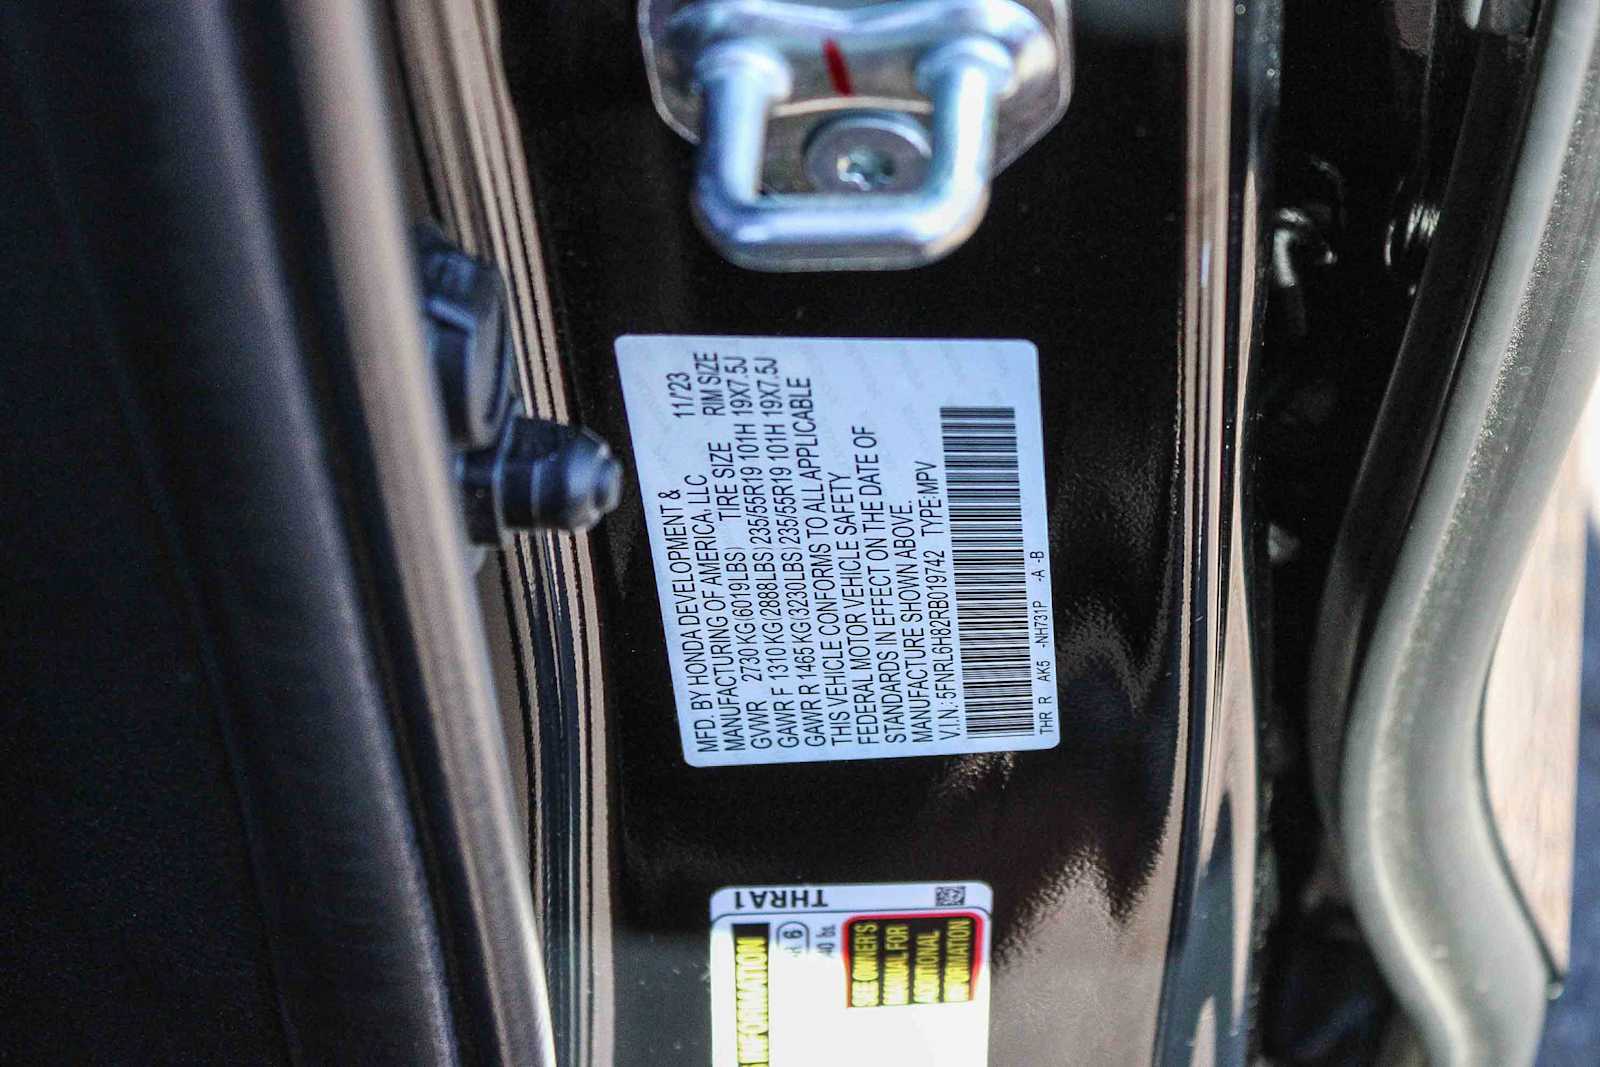 MFD. BY HONDA DEVELOPMENT &
MANUFACTURING OF AMERICA, LLC 11/23
TIRE SIZE RIM SIZE
GVWR 2730 KG(6019LBS)
GAWR F 1310 KG(2888LBS) 235/55R19 101H 19X7.5J
GAWR R 1465 KG(3230LBS) 235/55R19 101H 19X7.5J
THIS VEHICLE CONFORMS TO ALL APPLICABLE
FEDERAL MOTOR VEHICLE SAFETY
STANDARDS IN EFFECT ON THE DATE OF
MANUFACTURE SHOWN ABOVE.
V.I.N.:5FNRL6H82RB019742 TYPE:MPV
THR R AK5 -NH731P -A -B
THRA1
INFORMATION
6
SEE OWNER'S
MANUAL FOR
ADDITIONAL
INFORMATION